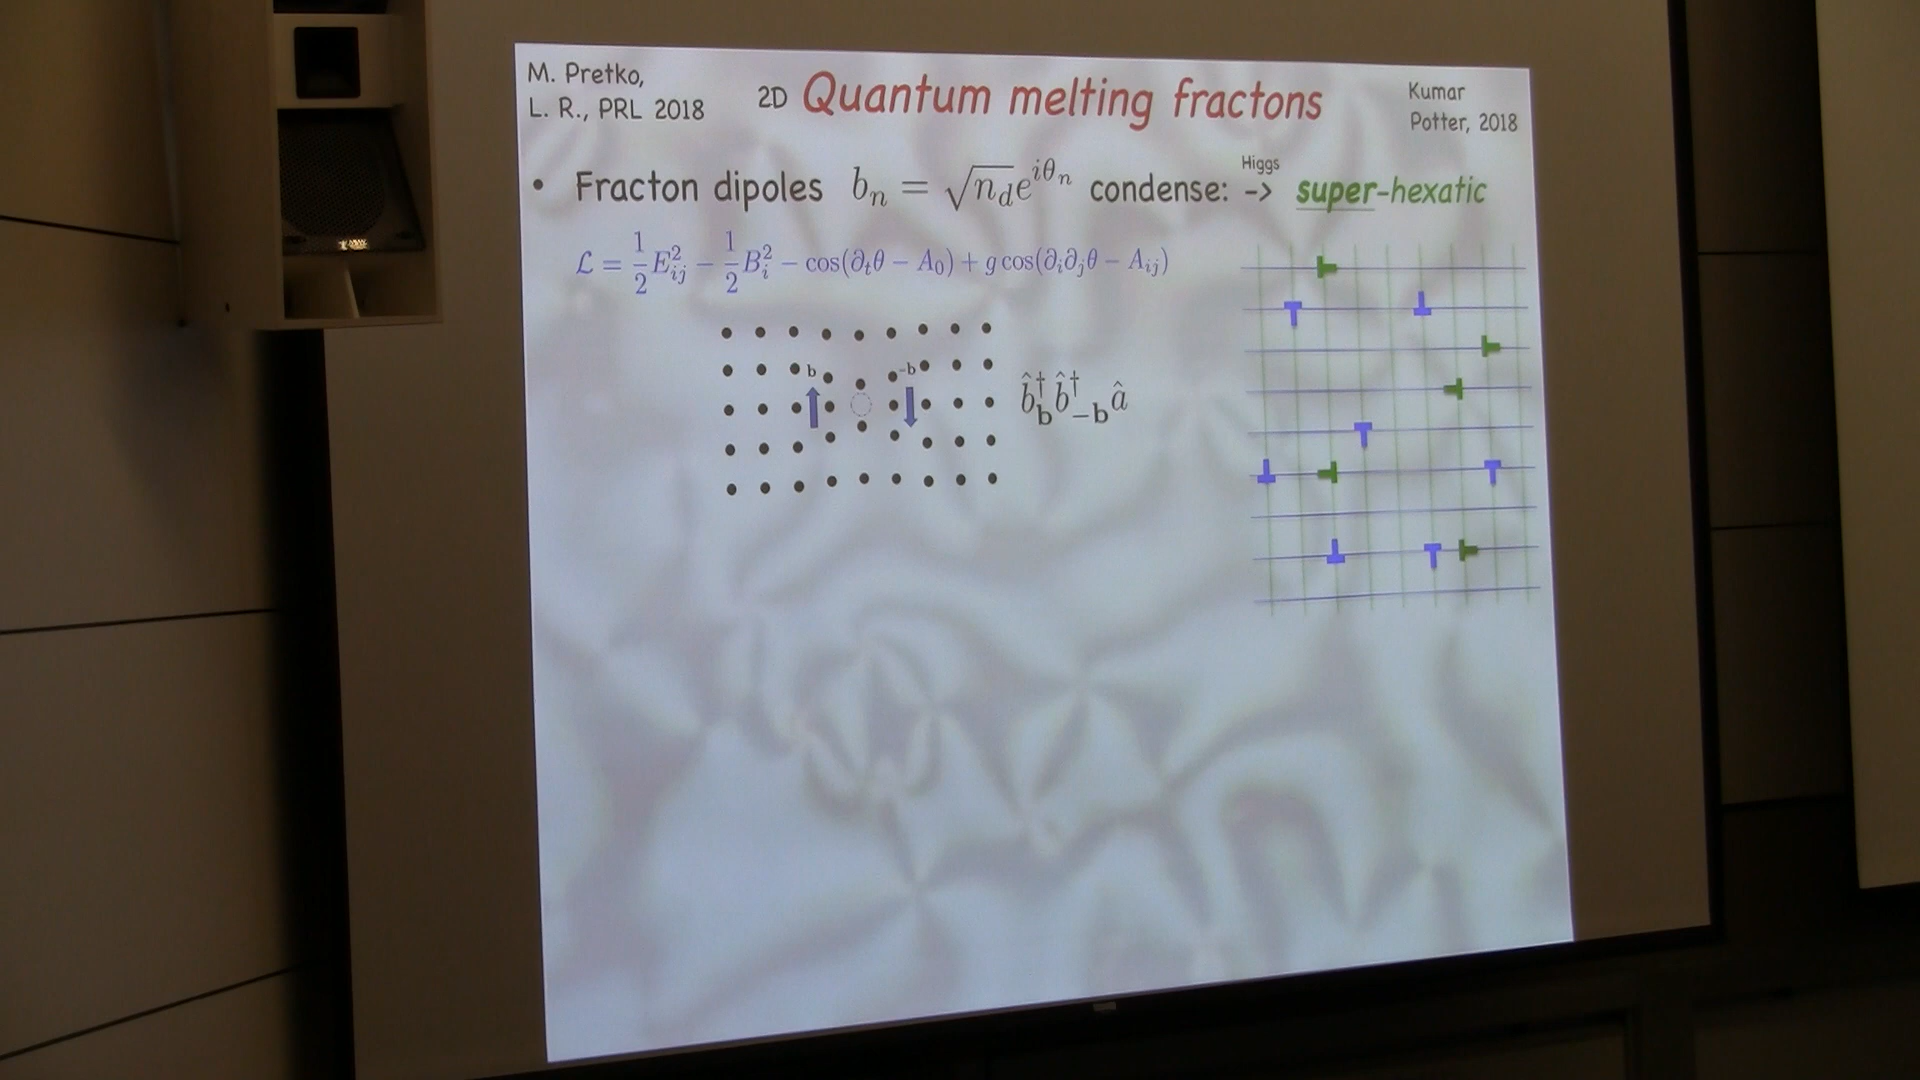 M. Pretko,
L. R., PRL 2018
2D Quantum melting fractons
Kumar
Potter, 2018
Higgs
• Fracton dipoles $b_n = \sqrt{n_d} e^{i\theta_n}$ condense: -> super-hexatic
$\mathcal{L} = \frac{1}{2}E_{ij}^2 - \frac{1}{2}B_i^2 - \cos(\partial_t\theta - A_0) + g\cos(\partial_i\partial_j\theta - A_{ij})$
b -b
$\hat{b}_{\mathbf{b}}^\dagger \hat{b}_{-\mathbf{b}}^\dagger \hat{a}$